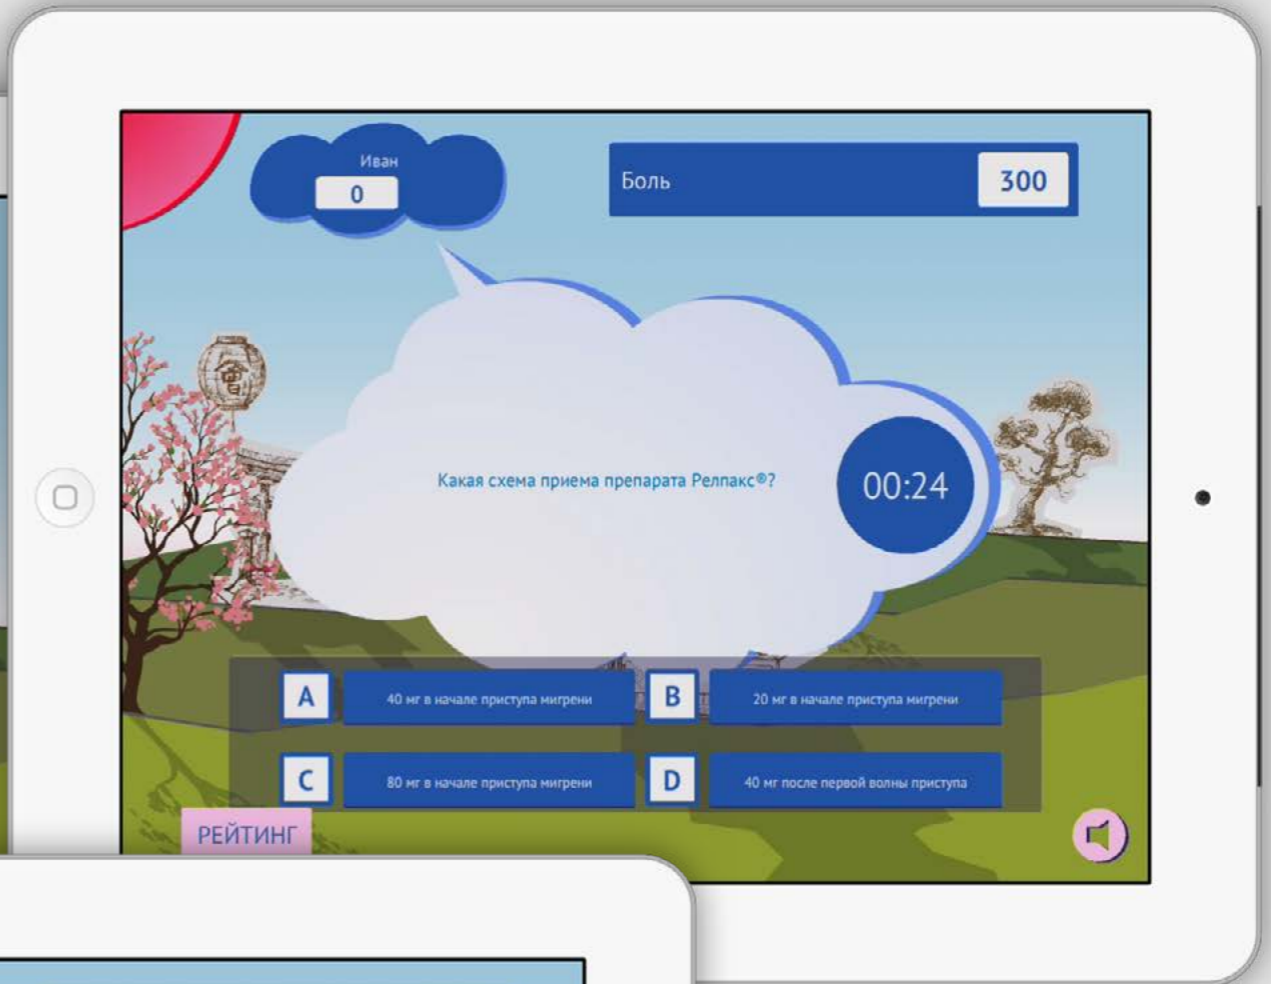 Иван
0
Боль
300
會
Какая схема приема препарата Релпакс®?
00:24
A
40 мг в начале приступа мигрени
B
20 мг в начале приступа мигрени
C
80 мг в начале приступа мигрени
D
40 мг после первой волны приступа
РЕЙТИНГ